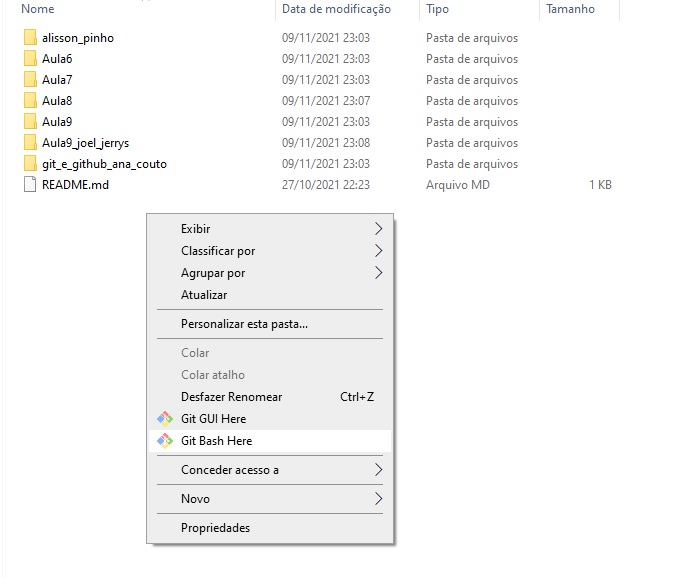 Nome Data de modificação Tipo Tamanho
alisson_pinho 09/11/2021 23:03 Pasta de arquivos
Aula6 09/11/2021 23:03 Pasta de arquivos
Aula7 09/11/2021 23:03 Pasta de arquivos
Aula8 09/11/2021 23:07 Pasta de arquivos
Aula9 09/11/2021 23:03 Pasta de arquivos
Aula9_joel_jerrys 09/11/2021 23:08 Pasta de arquivos
git_e_github_ana_couto 09/11/2021 23:03 Pasta de arquivos
README.md 27/10/2021 22:23 Arquivo MD 1 KB
Exibir
Classificar por
Agrupar por
Atualizar
Personalizar esta pasta...
Colar
Colar atalho
Desfazer Renomear Ctrl+Z
Git GUI Here
Git Bash Here
Conceder acesso a
Novo
Propriedades